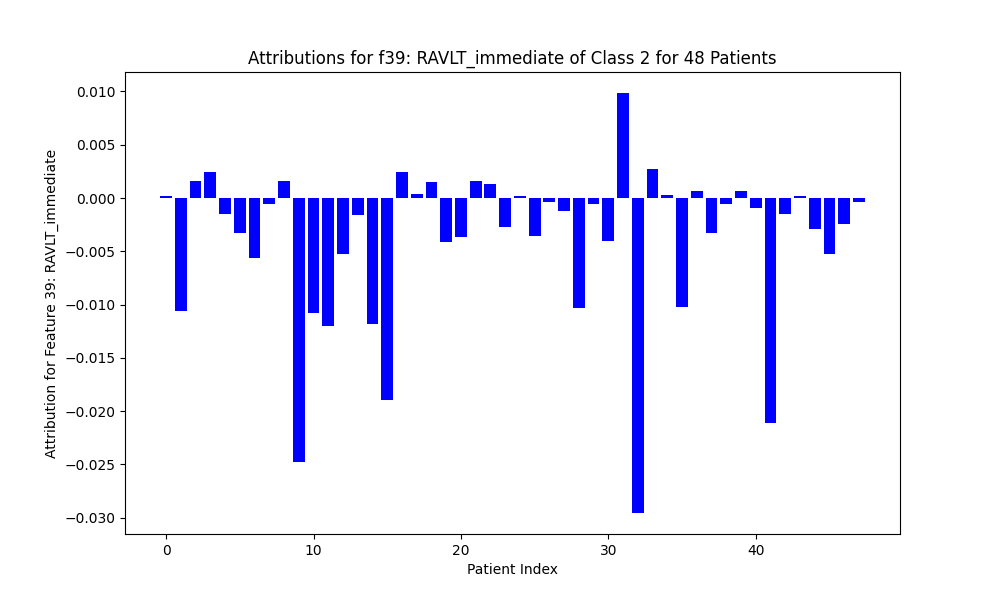 Attributions for f39: RAVLT_immediate of Class 2 for 48 Patients
Attribution for Feature 39: RAVLT_immediate
0.010
0.005
0.000
−0.005
−0.010
−0.015
−0.020
−0.025
−0.030
0 10 20 30 40
Patient Index